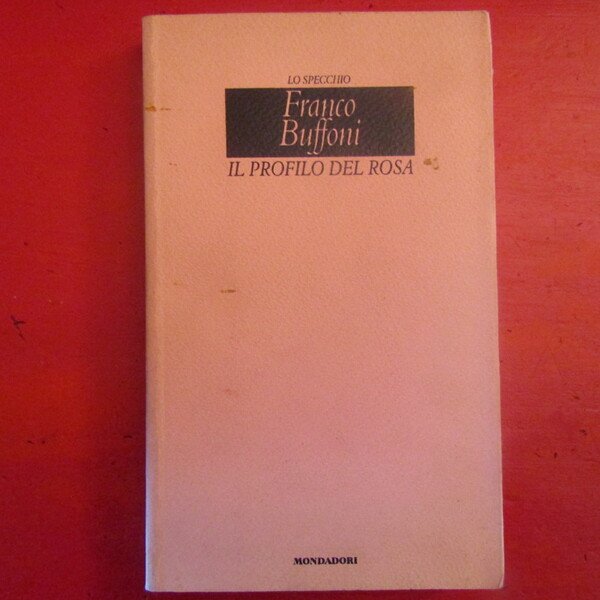 LO SPECCHIO
Franco
Buffoni
IL PROFILO DEL ROSA
MONDADORI